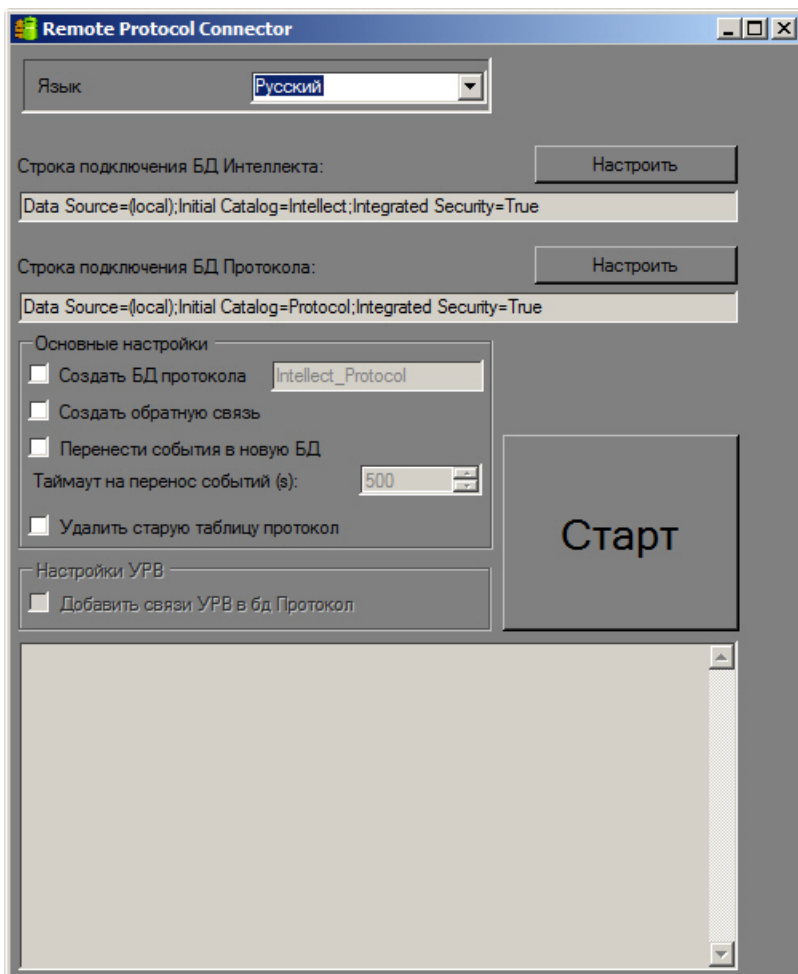 Remote Protocol Connector
Язык Русский
Строка подключения БД Интеллекта: Настроить
Data Source=(local);Initial Catalog=Intellect;Integrated Security=True
Строка подключения БД Протокола: Настроить
Data Source=(local);Initial Catalog=Protocol;Integrated Security=True
Основные настройки
Создать БД протокола Intellect_Protocol
Создать обратную связь
Перенести события в новую БД
Таймаут на перенос событий (s): 500
Удалить старую таблицу протокол
Старт
Настройки УРВ
Добавить связи УРВ в бд Протокол